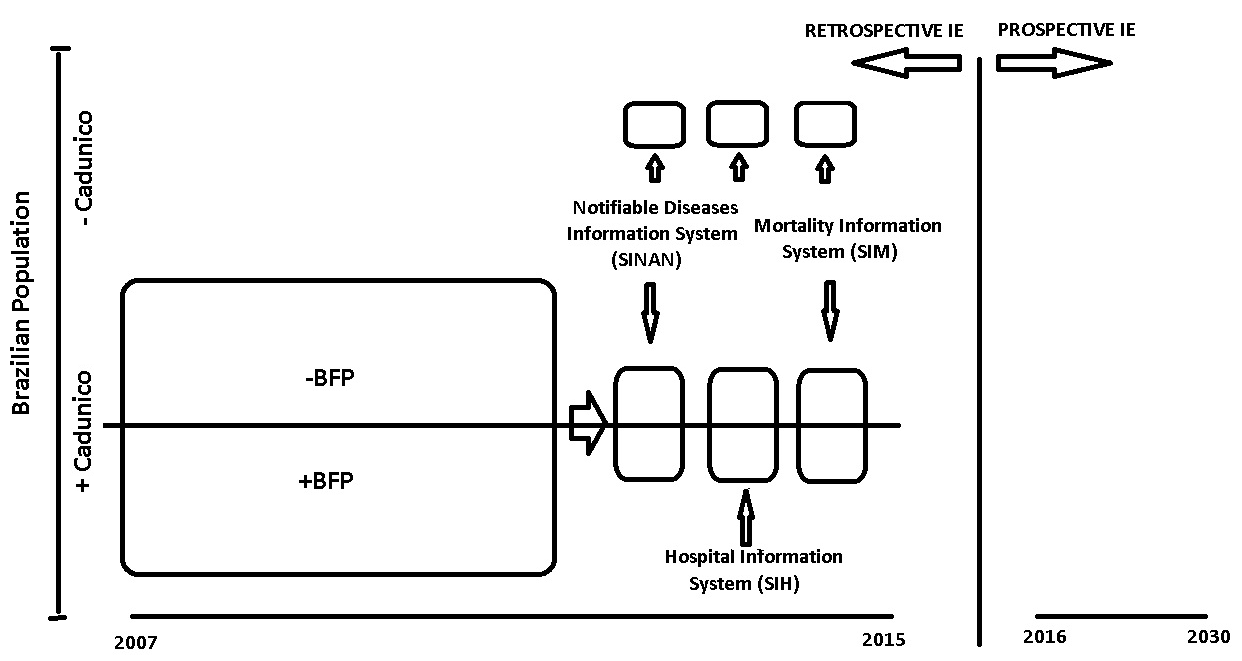 RETROSPECTIVE IE
PROSPECTIVE IE
Brazilian Population
- Cadunico
+ Cadunico
Notifiable Diseases
Information System
(SINAN)
Mortality Information
System (SIM)
-BFP
+BFP
Hospital Information
System (SIH)
2007
2015
2016
2030